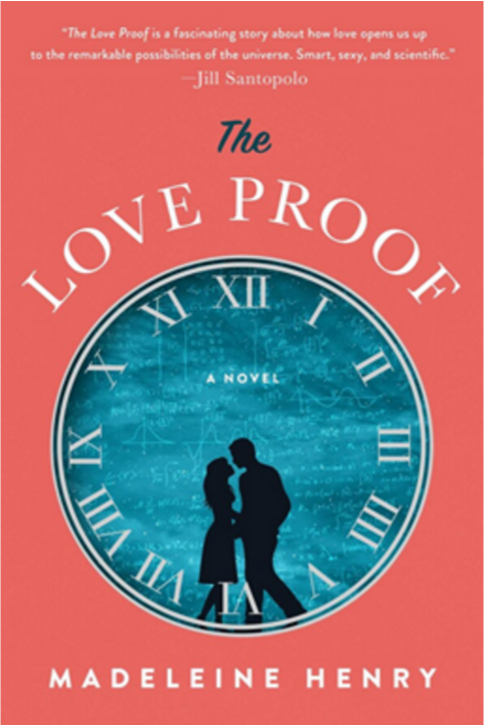 “The Love Proof is a fascinating story about how love opens us up
to the remarkable possibilities of the universe. Smart, sexy, and scientific.”
—Jill Santopolo
The
LOVE PROOF
XII
XI
I
X
II
A NOVEL
IX
III
VIII
IIII
VII
V
VI
MADELEINE HENRY